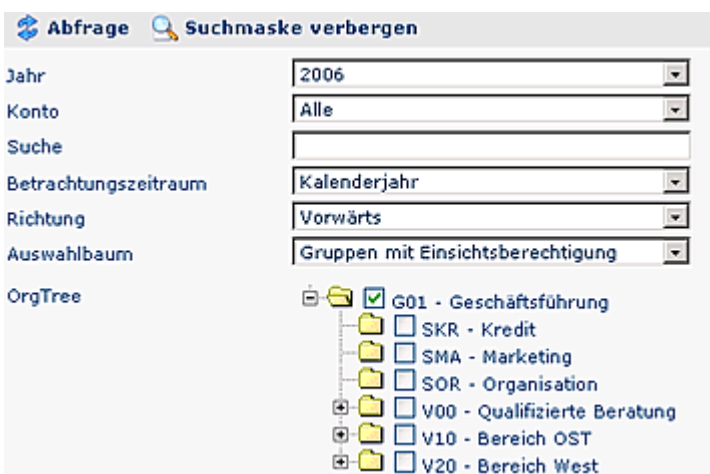 Abfrage Suchmaske verbergen
Jahr 2006
Konto Alle
Suche
Betrachtungszeitraum Kalenderjahr
Richtung Vorwärts
Auswahlbaum Gruppen mit Einsichtsberechtigung
OrgTree G01 - Geschäftsführung
SKR - Kredit
SMA - Marketing
SOR - Organisation
V00 - Qualifizierte Beratung
V10 - Bereich OST
V20 - Bereich West